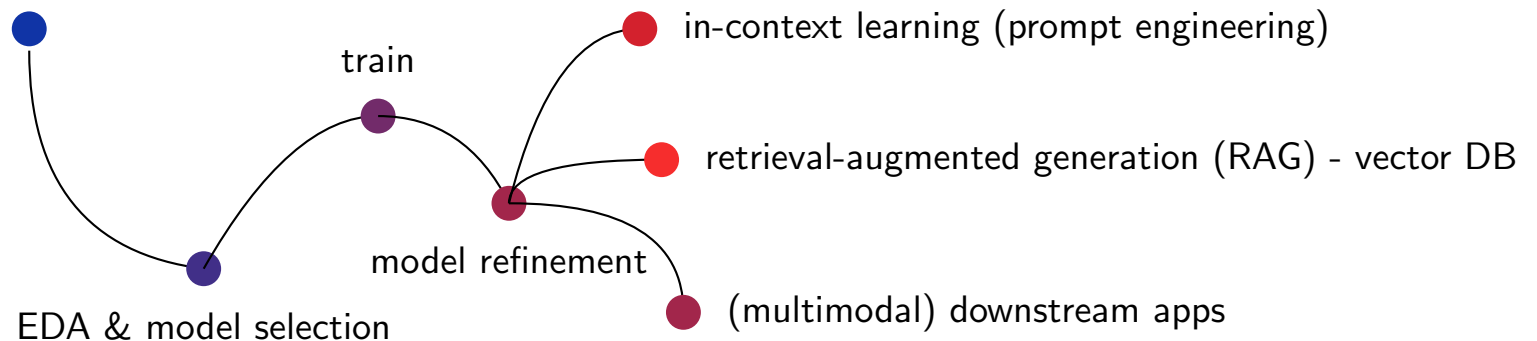 in-context learning (prompt engineering)
train
retrieval-augmented generation (RAG) - vector DB
model refinement
(multimodal) downstream apps
EDA & model selection